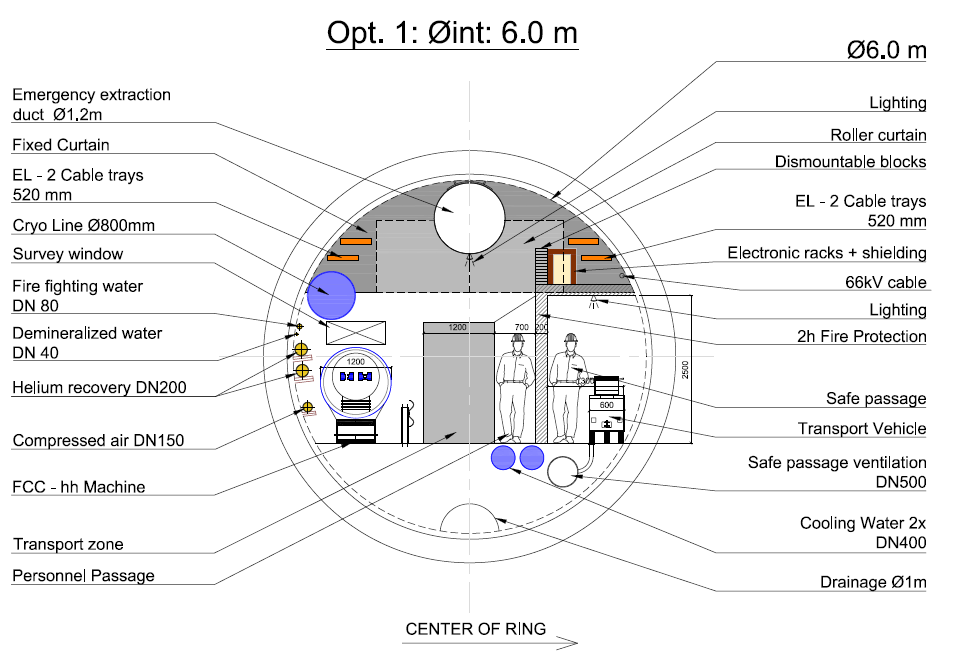 Opt. 1: Øint: 6.0 m
Ø6.0 m
Emergency extraction
duct Ø1,2m
Fixed Curtain
EL - 2 Cable trays
520 mm
Cryo Line Ø800mm
Survey window
Fire fighting water
DN 80
Demineralized water
DN 40
Helium recovery DN200
Compressed air DN150
FCC - hh Machine
Transport zone
Personnel Passage
Lighting
Roller curtain
Dismountable blocks
EL - 2 Cable trays
520 mm
Electronic racks + shielding
66kV cable
Lighting
2h Fire Protection
Safe passage
Transport Vehicle
Safe passage ventilation
DN500
Cooling Water 2x
DN400
Drainage Ø1m
1200
700
200
1200
1300
600
2500
CENTER OF RING